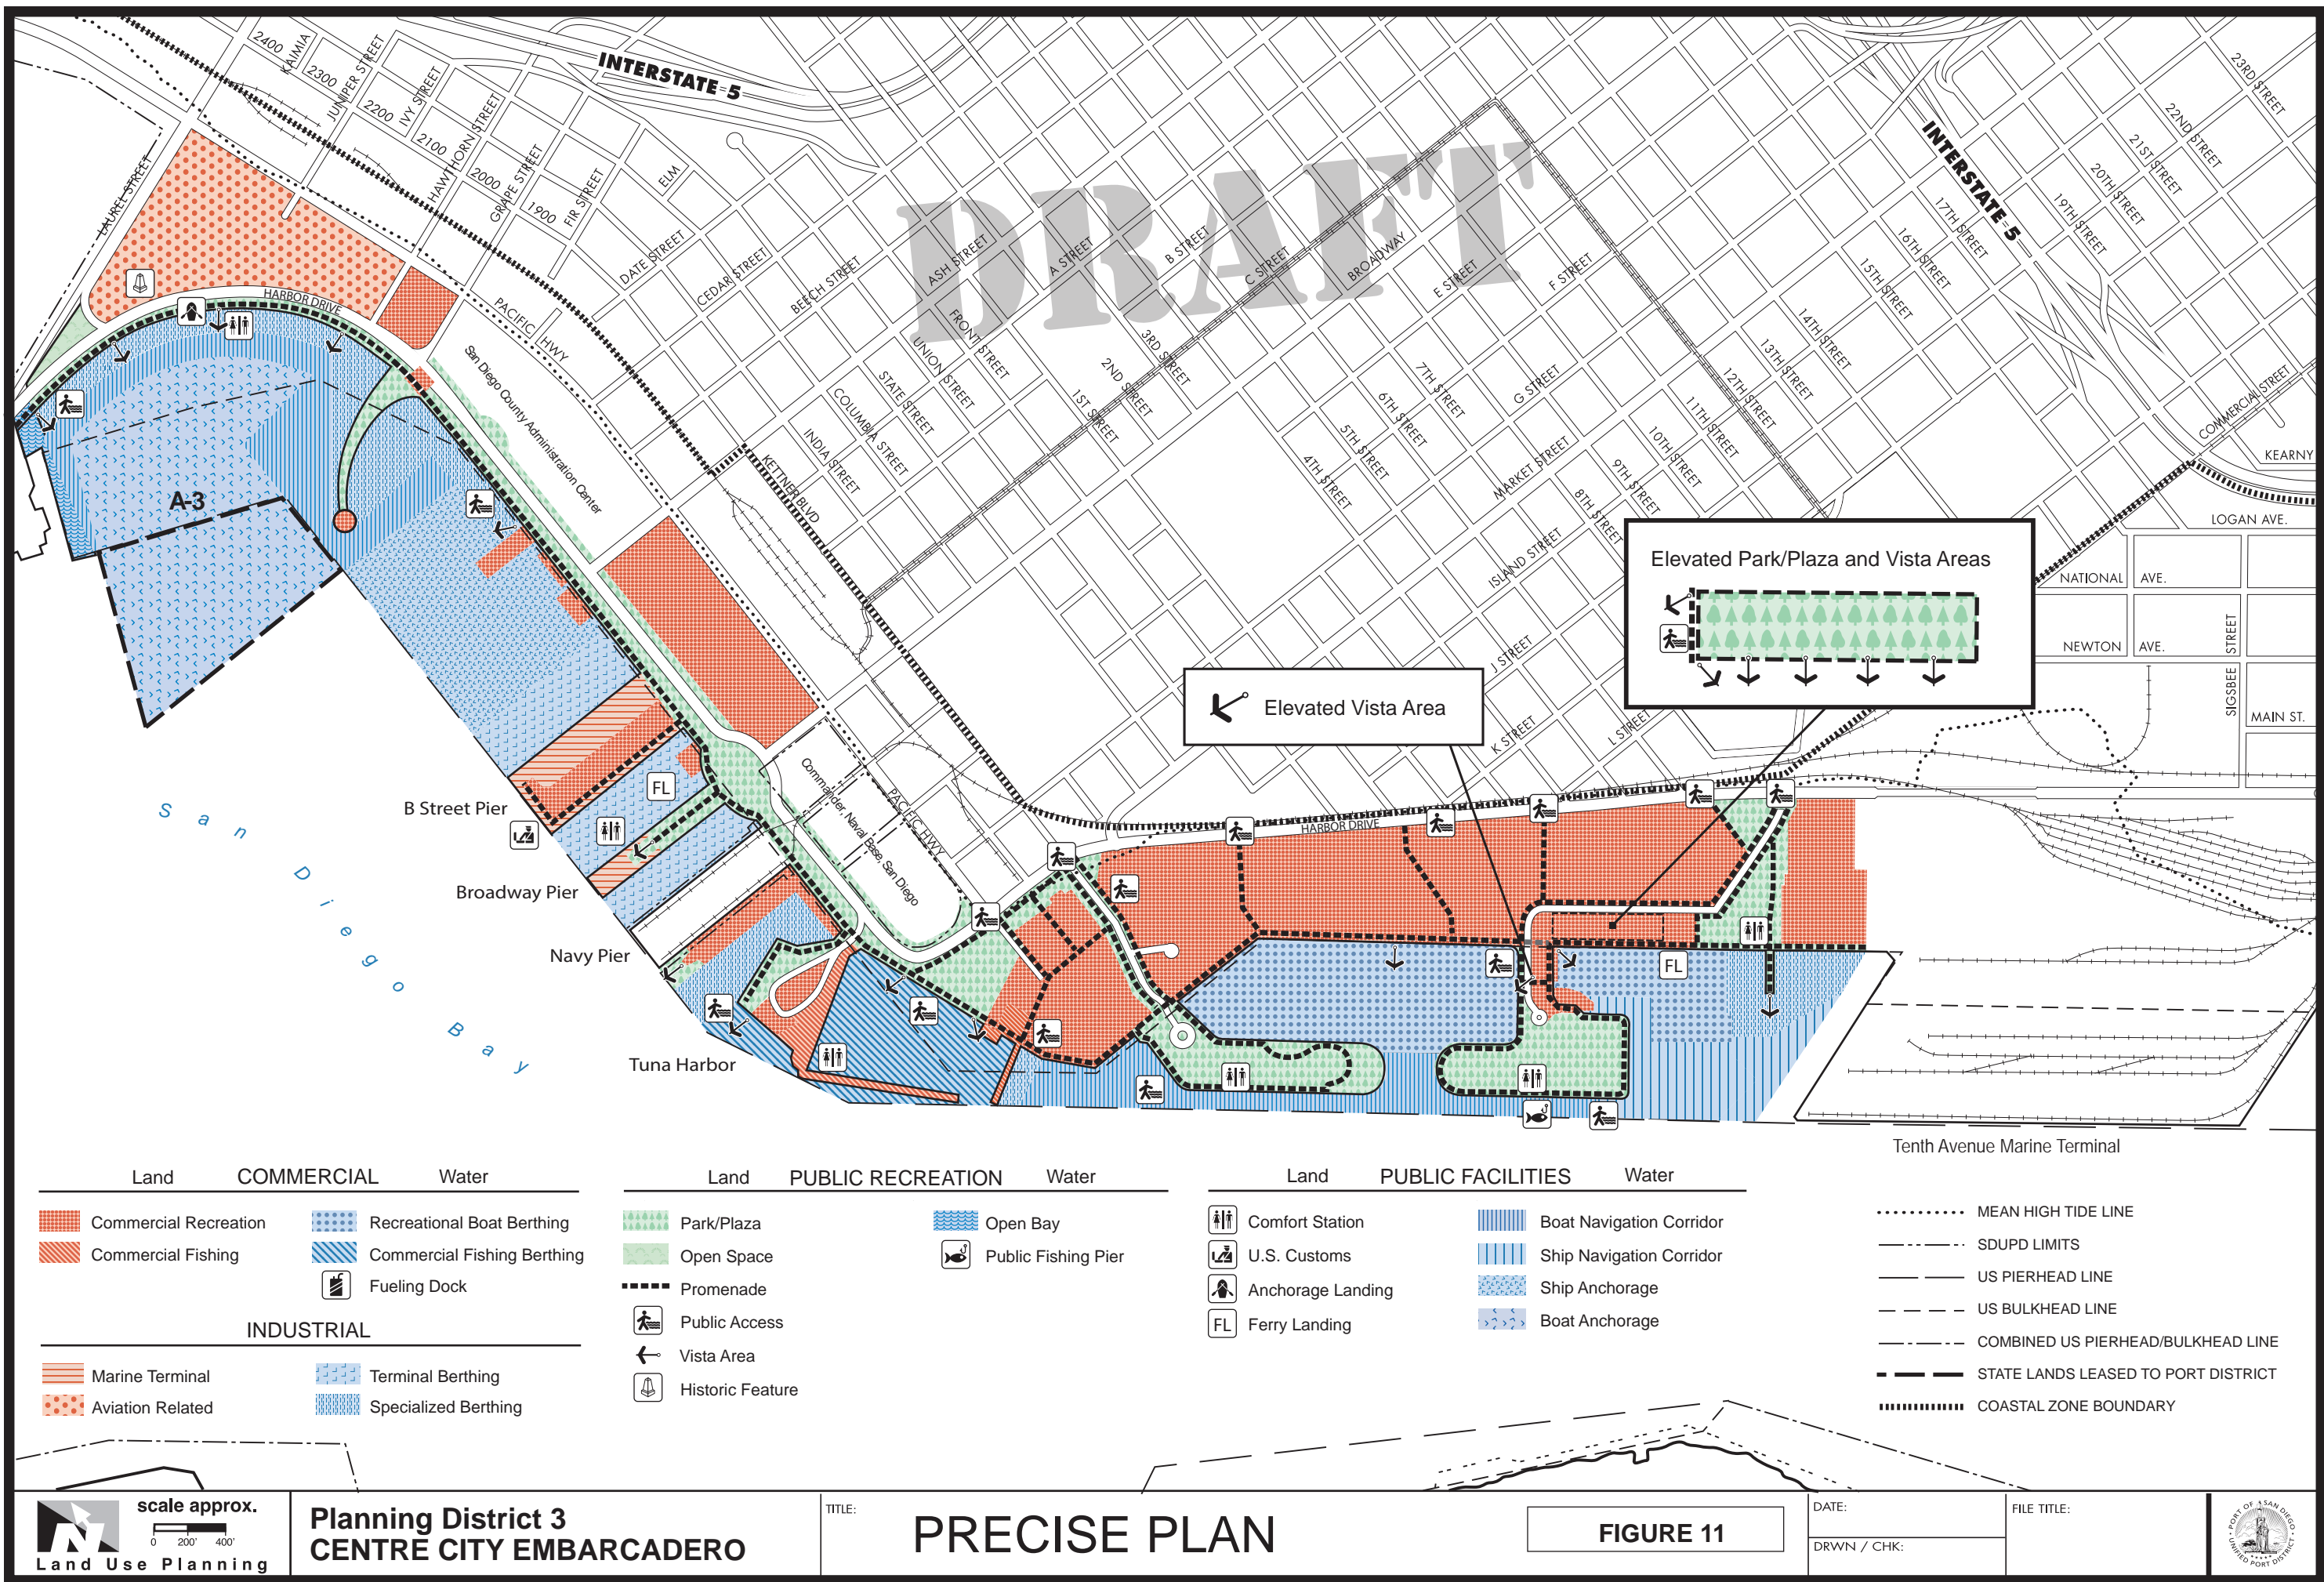 2400
KAMIA
2300
JUNIPER STREET
2200
IVY STREET
2100
HAWTHORN STREET
2000
GRAPE STREET
1900
FIR STREET
ELM
LAUREL STREET
INTERSTATE 5
INTERSTATE 5
DRAFT
DATE STREET
CEDAR STREET
BEECH STREET
ASH STREET
A STREET
B STREET
C STREET
BROADWAY
E STREET
F STREET
G STREET
MARKET STREET
ISLAND STREET
J STREET
K STREET
L STREET
PACIFIC HWY
KETTNER BLVD
INDIA STREET
COLUMBIA STREET
STATE STREET
UNION STREET
FRONT STREET
1ST STREET
2ND STREET
3RD STREET
4TH STREET
5TH STREET
6TH STREET
7TH STREET
8TH STREET
9TH STREET
10TH STREET
11TH STREET
12TH STREET
13TH STREET
14TH STREET
15TH STREET
16TH STREET
17TH STREET
19TH STREET
20TH STREET
21ST STREET
22ND STREET
23RD STREET
COMMERCIAL STREET
KEARNY
LOGAN AVE.
NATIONAL AVE.
NEWTON AVE.
SIGSBEE STREET
MAIN ST.
HARBOR DRIVE
San Diego County Administration Center
A-3
Elevated Park/Plaza and Vista Areas
Elevated Vista Area
Commander, Naval Base, San Diego
PACIFIC HWY
HARBOR DRIVE
FL
FL
B Street Pier
Broadway Pier
Navy Pier
Tuna Harbor
San Diego Bay
Tenth Avenue Marine Terminal
Land COMMERCIAL Water
Commercial Recreation
Commercial Fishing
Recreational Boat Berthing
Commercial Fishing Berthing
Fueling Dock
INDUSTRIAL
Marine Terminal
Aviation Related
Terminal Berthing
Specialized Berthing
Land PUBLIC RECREATION Water
Park/Plaza
Open Space
Promenade
Public Access
Vista Area
Historic Feature
Open Bay
Public Fishing Pier
Land PUBLIC FACILITIES Water
Comfort Station
U.S. Customs
Anchorage Landing
FL Ferry Landing
Boat Navigation Corridor
Ship Navigation Corridor
Ship Anchorage
Boat Anchorage
MEAN HIGH TIDE LINE
SDUPD LIMITS
US PIERHEAD LINE
US BULKHEAD LINE
COMBINED US PIERHEAD/BULKHEAD LINE
STATE LANDS LEASED TO PORT DISTRICT
COASTAL ZONE BOUNDARY
N
scale approx.
0 200' 400'
Land Use Planning
Planning District 3
CENTRE CITY EMBARCADERO
TITLE:
PRECISE PLAN
FIGURE 11
DATE:
DRWN / CHK:
FILE TITLE:
PORT OF SAN DIEGO
UNIFIED PORT DISTRICT